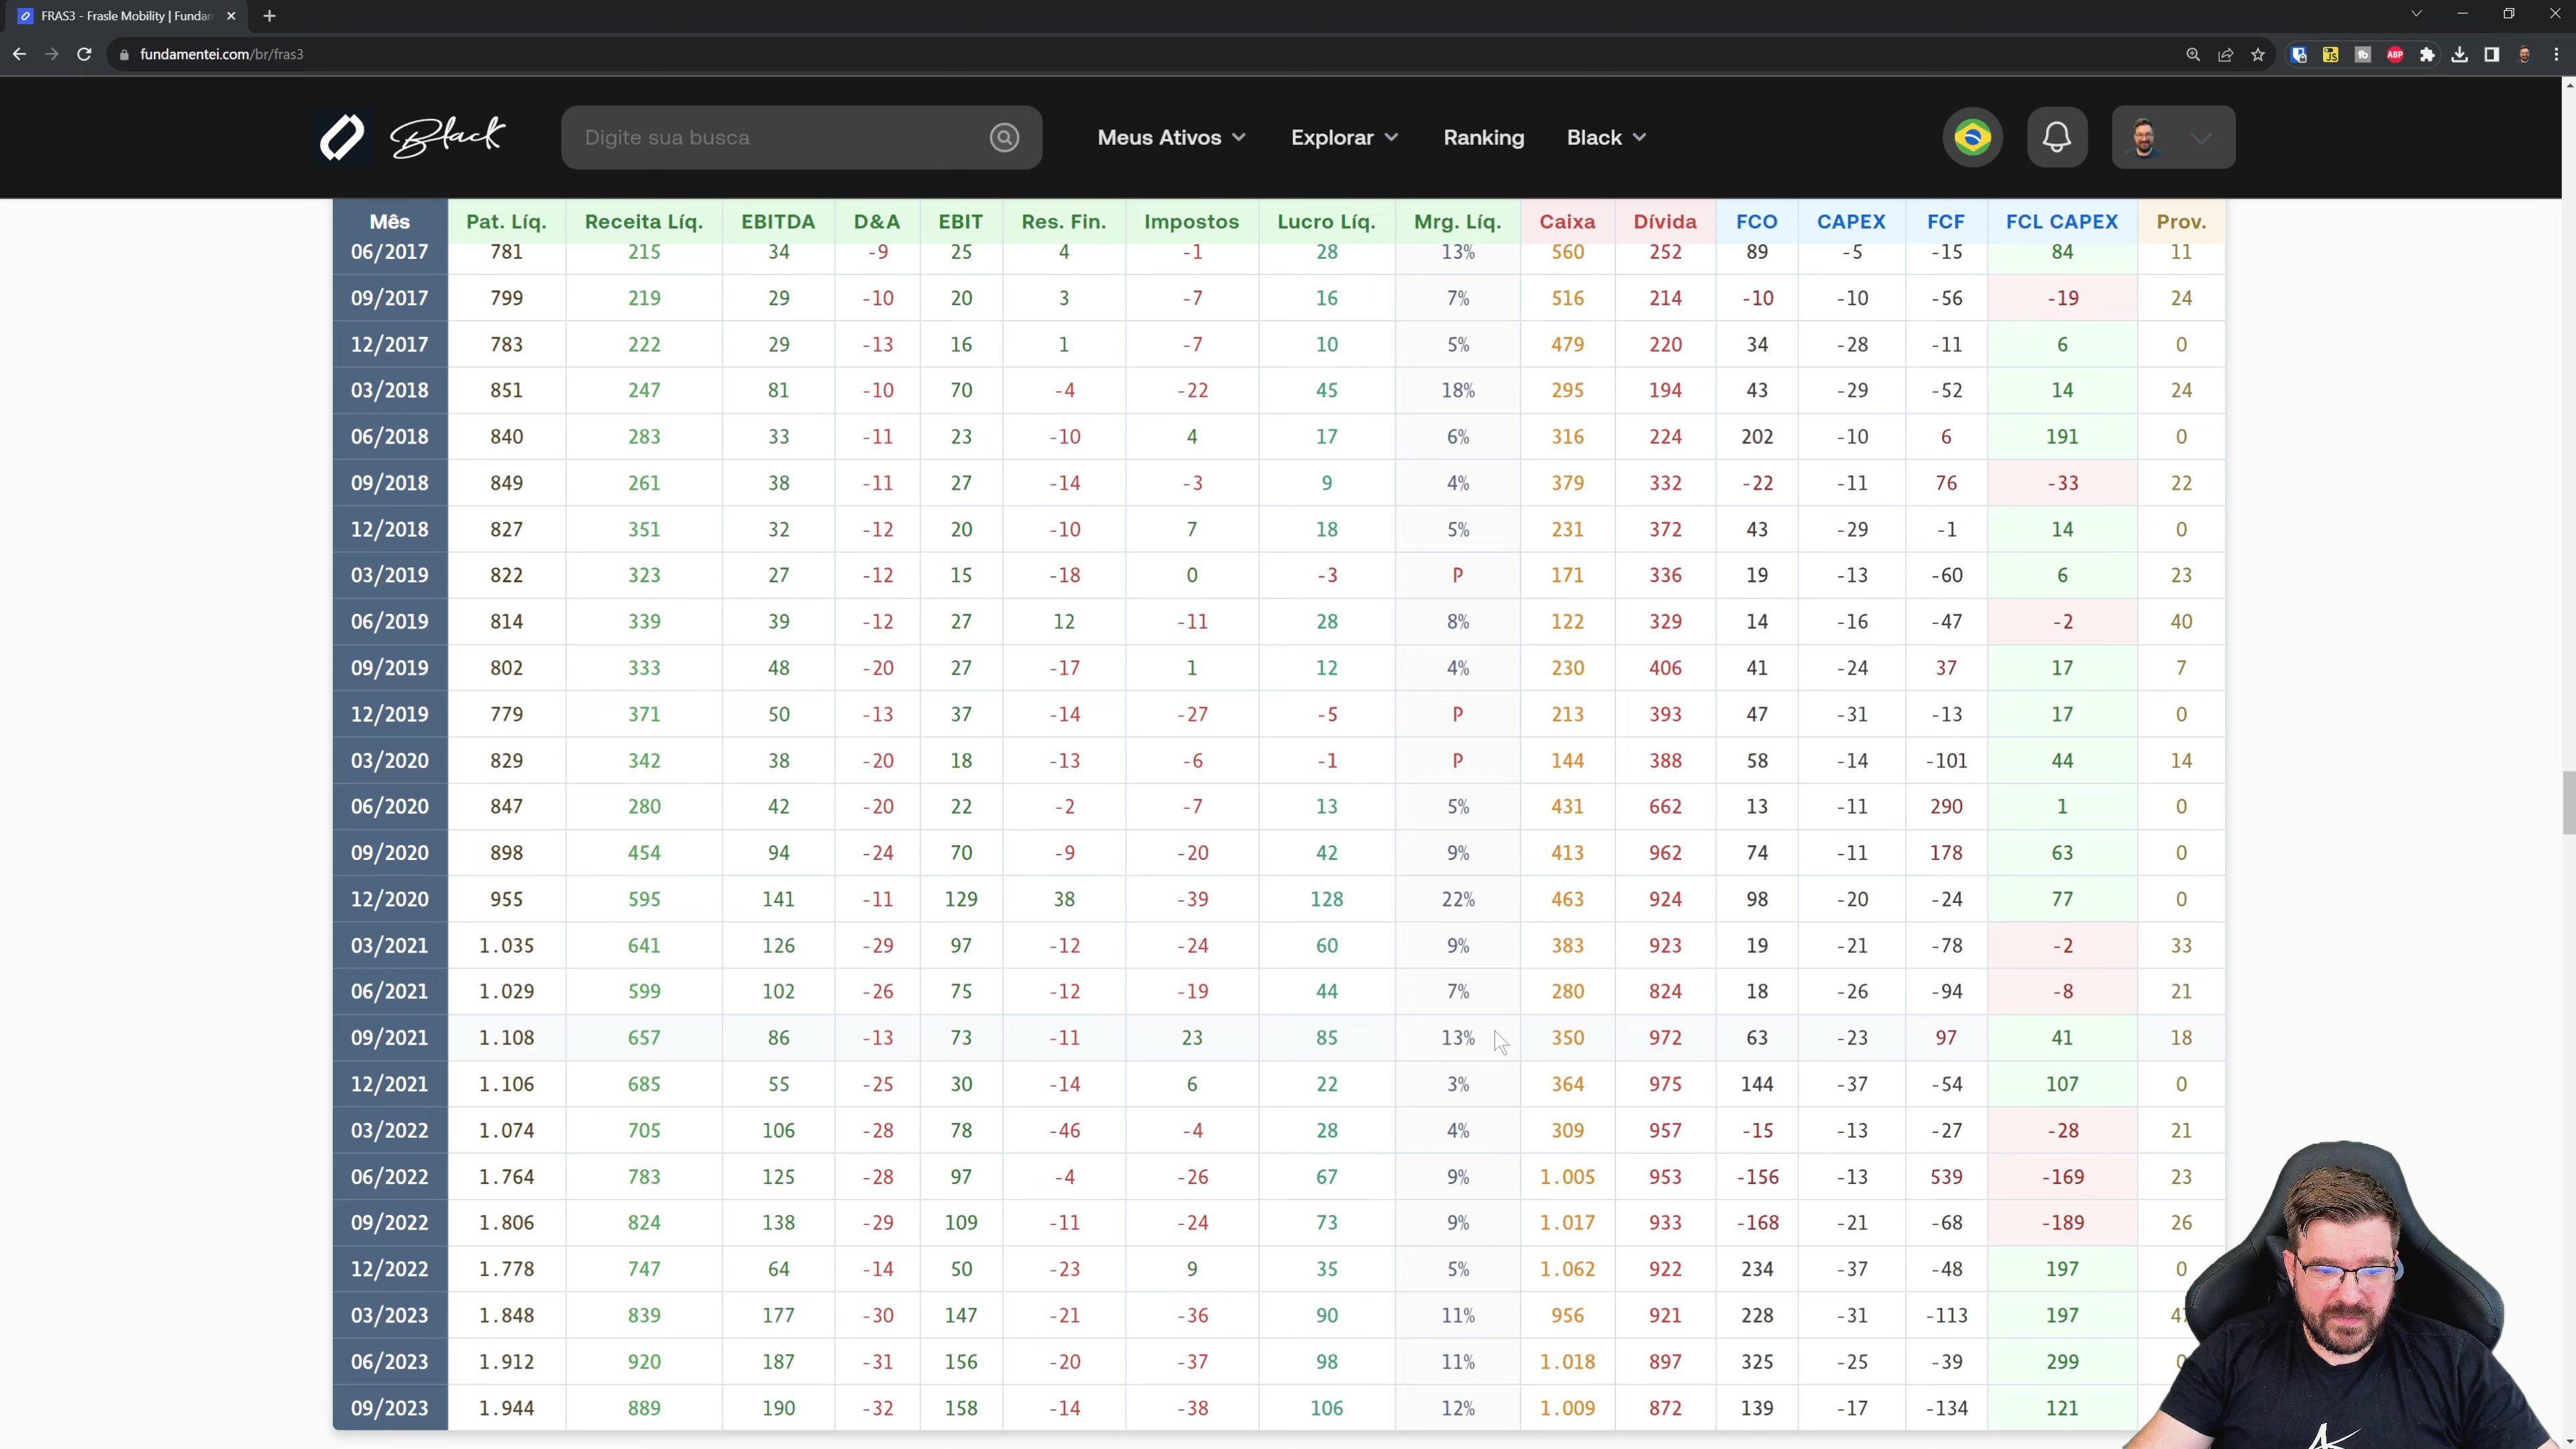 FRAS3 - Frasle Mobility | Fundam
fundamentei.com/br/fras3
Black
Digite sua busca
Meus Ativos
Explorar
Ranking
Black
Mês Pat. Líq. Receita Líq. EBITDA D&A EBIT Res. Fin. Impostos Lucro Líq. Mrg. Líq. Caixa Dívida FCO CAPEX FCF FCL CAPEX Prov.
06/2017 781 215 34 -9 25 4 -1 28 13% 560 252 89 -5 -15 84 11
09/2017 799 219 29 -10 20 3 -7 16 7% 516 214 -10 -10 -56 -19 24
12/2017 783 222 29 -13 16 1 -7 10 5% 479 220 34 -28 -11 6 0
03/2018 851 247 81 -10 70 -4 -22 45 18% 295 194 43 -29 -52 14 24
06/2018 840 283 33 -11 23 -10 4 17 6% 316 224 202 -10 6 191 0
09/2018 849 261 38 -11 27 -14 -3 9 4% 379 332 -22 -11 76 -33 22
12/2018 827 351 32 -12 20 -10 7 18 5% 231 372 43 -29 -1 14 0
03/2019 822 323 27 -12 15 -18 0 -3 P 171 336 19 -13 -60 6 23
06/2019 814 339 39 -12 27 12 -11 28 8% 122 329 14 -16 -47 -2 40
09/2019 802 333 48 -20 27 -17 1 12 4% 230 406 41 -24 37 17 7
12/2019 779 371 50 -13 37 -14 -27 -5 P 213 393 47 -31 -13 17 0
03/2020 829 342 38 -20 18 -13 -6 -1 P 144 388 58 -14 -101 44 14
06/2020 847 280 42 -20 22 -2 -7 13 5% 431 662 13 -11 290 1 0
09/2020 898 454 94 -24 70 -9 -20 42 9% 413 962 74 -11 178 63 0
12/2020 955 595 141 -11 129 38 -39 128 22% 463 924 98 -20 -24 77 0
03/2021 1.035 641 126 -29 97 -12 -24 60 9% 383 923 19 -21 -78 -2 33
06/2021 1.029 599 102 -26 75 -12 -19 44 7% 280 824 18 -26 -94 -8 21
09/2021 1.108 657 86 -13 73 -11 23 85 13% 350 972 63 -23 97 41 18
12/2021 1.106 685 55 -25 30 -14 6 22 3% 364 975 144 -37 -54 107 0
03/2022 1.074 705 106 -28 78 -46 -4 28 4% 309 957 -15 -13 -27 -28 21
06/2022 1.764 783 125 -28 97 -4 -26 67 9% 1.005 953 -156 -13 539 -169 23
09/2022 1.806 824 138 -29 109 -11 -24 73 9% 1.017 933 -168 -21 -68 -189 26
12/2022 1.778 747 64 -14 50 -23 9 35 5% 1.062 922 234 -37 -48 197 0
03/2023 1.848 839 177 -30 147 -21 -36 90 11% 956 921 228 -31 -113 197
06/2023 1.912 920 187 -31 156 -20 -37 98 11% 1.018 897 325 -25 -39 299
09/2023 1.944 889 190 -32 158 -14 -38 106 12% 1.009 872 139 -17 -134 121